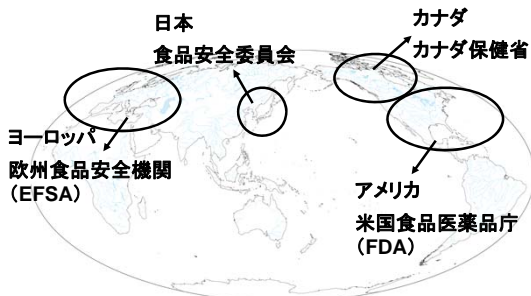 日本
食品安全委員会
カナダ
カナダ保健省
ヨーロッパ
欧州食品安全機関
(EFSA)
アメリカ
米国食品医薬品庁
(FDA)